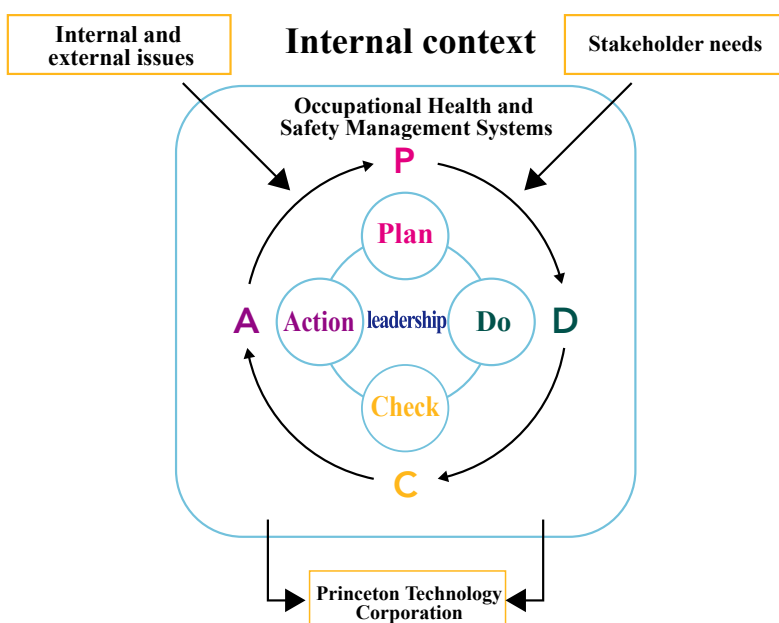 Internal and
external issues
Internal context
Stakeholder needs
Occupational Health and
Safety Management Systems
P
Plan
A
Action
leadership
Do
D
Check
C
Princeton Technology
Corporation